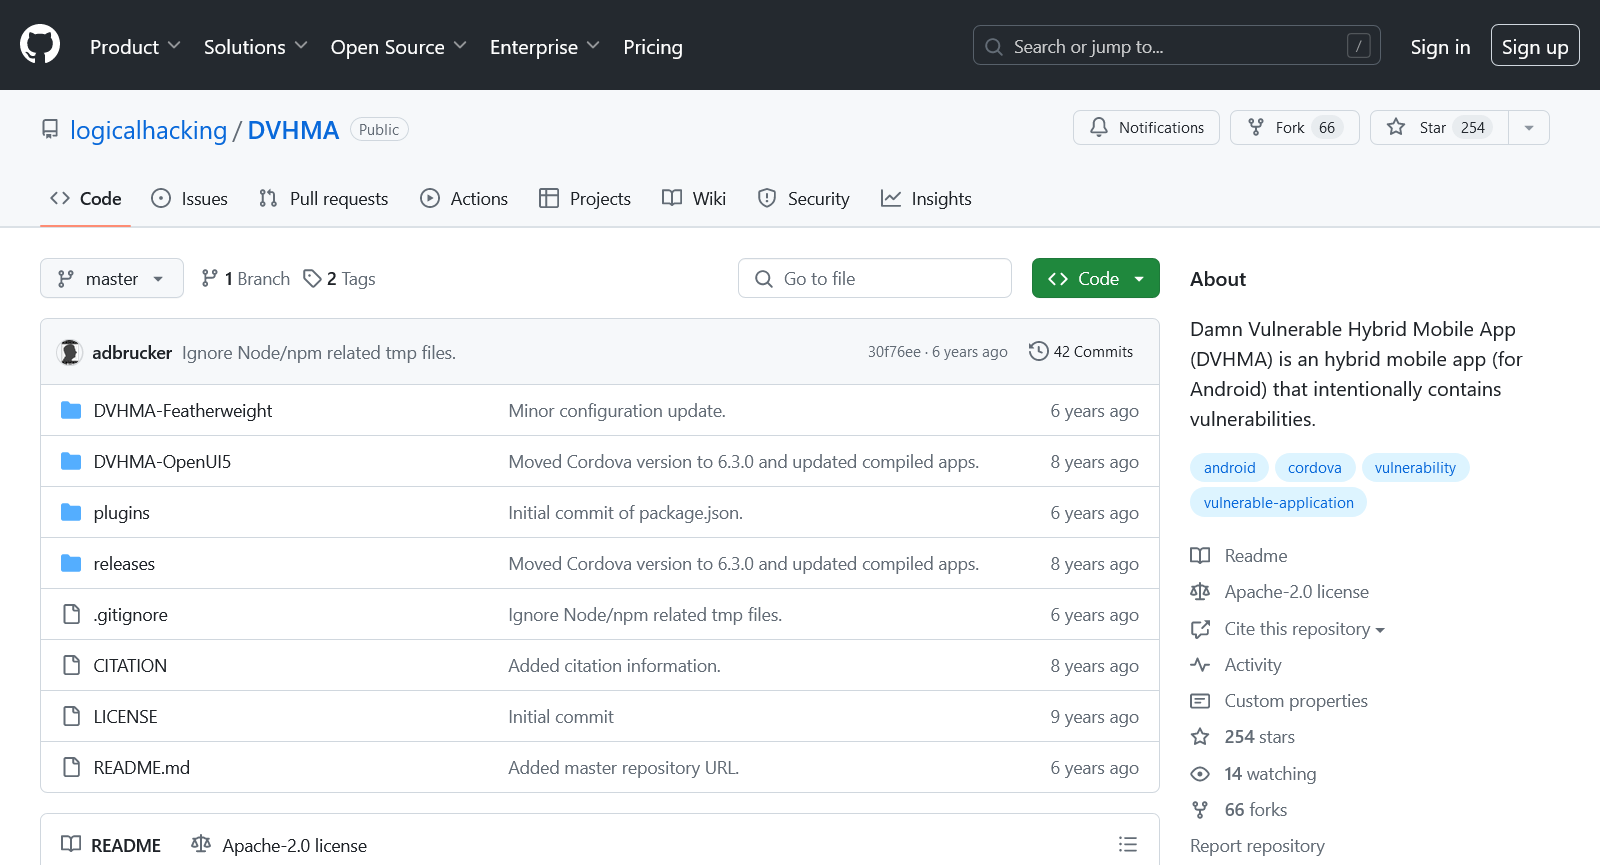 Product Solutions Open Source Enterprise Pricing Search or jump to... / Sign in Sign up
logicalhacking / DVHMA Public Notifications Fork 66 Star 254
Code Issues Pull requests Actions Projects Wiki Security Insights
master 1 Branch 2 Tags Go to file Code
adbrucker Ignore Node/npm related tmp files. 30f76ee · 6 years ago 42 Commits
DVHMA-Featherweight Minor configuration update. 6 years ago
DVHMA-OpenUI5 Moved Cordova version to 6.3.0 and updated compiled apps. 8 years ago
plugins Initial commit of package.json. 6 years ago
releases Moved Cordova version to 6.3.0 and updated compiled apps. 8 years ago
.gitignore Ignore Node/npm related tmp files. 6 years ago
CITATION Added citation information. 8 years ago
LICENSE Initial commit 9 years ago
README.md Added master repository URL. 6 years ago
README Apache-2.0 license
About
Damn Vulnerable Hybrid Mobile App
(DVHMA) is an hybrid mobile app (for
Android) that intentionally contains
vulnerabilities.
android cordova vulnerability
vulnerable-application
Readme
Apache-2.0 license
Cite this repository
Activity
Custom properties
254 stars
14 watching
66 forks
Report repository